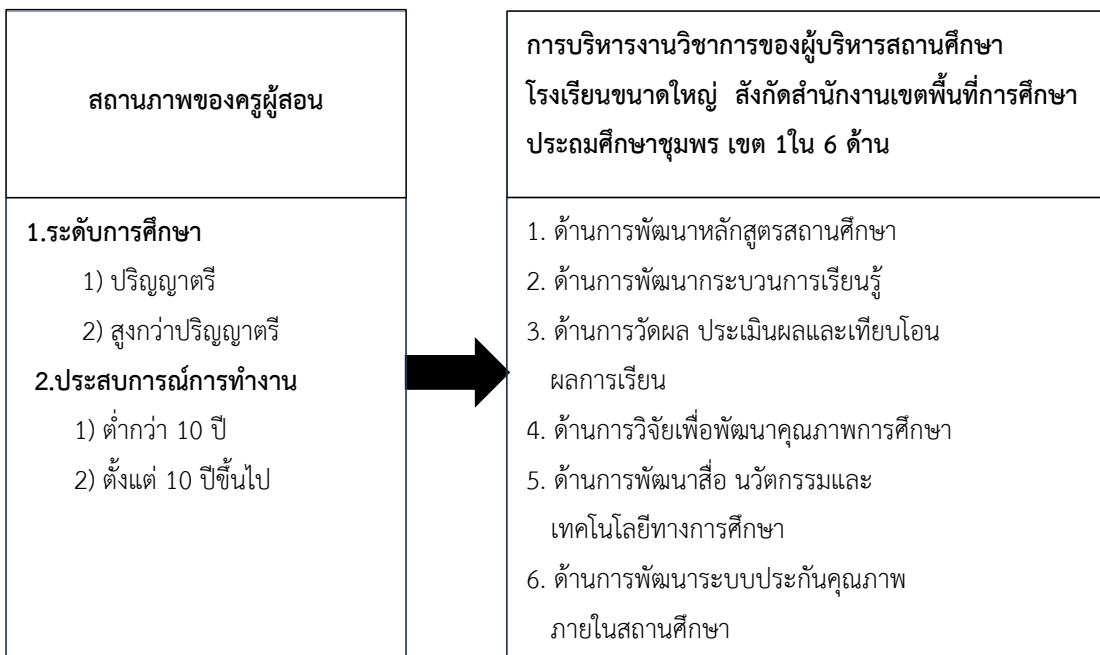 สถานภาพของครูผู้สอน
1.ระดับการศึกษา
1) ปริญญาตรี
2) สูงกว่าปริญญาตรี
2.ประสบการณ์การทำงาน
1) ต่ำกว่า 10 ปี
2) ตั้งแต่ 10 ปีขึ้นไป
การบริหารงานวิชาการของผู้บริหารสถานศึกษา
โรงเรียนขนาดใหญ่ สังกัดสำนักงานเขตพื้นที่การศึกษา
ประถมศึกษาชุมพร เขต 1ใน 6 ด้าน
1. ด้านการพัฒนาหลักสูตรสถานศึกษา
2. ด้านการพัฒนากระบวนการเรียนรู้
3. ด้านการวัดผล ประเมินผลและเทียบโอน
ผลการเรียน
4. ด้านการวิจัยเพื่อพัฒนาคุณภาพการศึกษา
5. ด้านการพัฒนาสื่อ นวัตกรรมและ
เทคโนโลยีทางการศึกษา
6. ด้านการพัฒนาระบบประกันคุณภาพ
ภายในสถานศึกษา